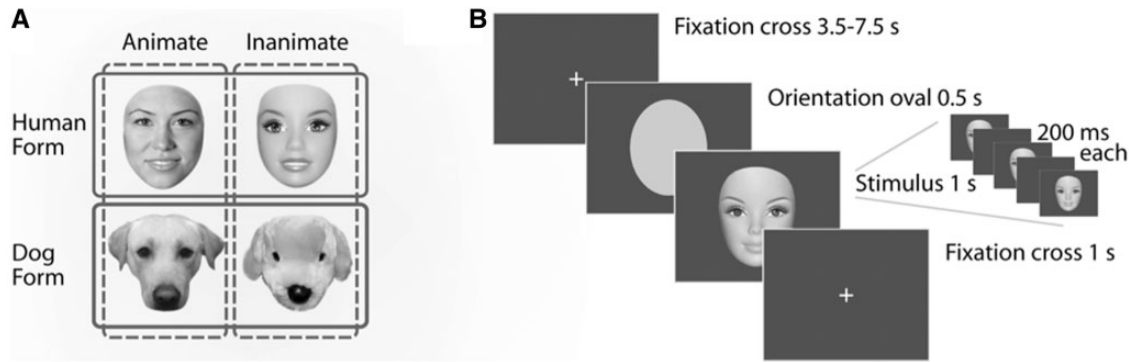 A
Animate Inanimate
Human
Form
Dog
Form
B
Fixation cross 3.5-7.5 s
Orientation oval 0.5 s
200 ms
each
Stimulus 1 s
Fixation cross 1 s